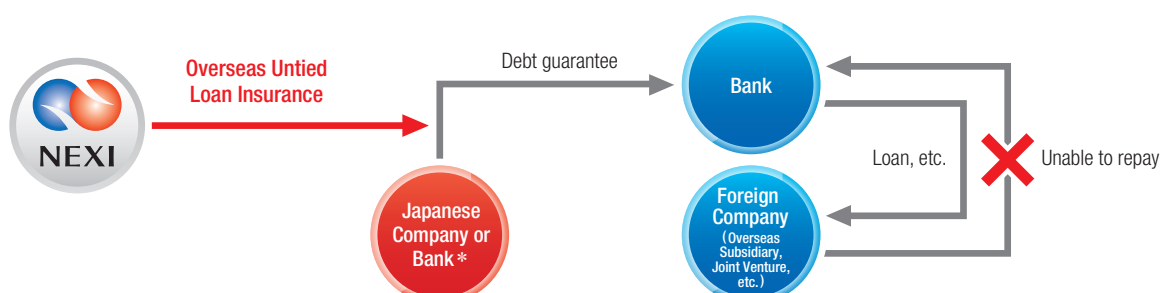 NEXI
Overseas Untied
Loan Insurance
Debt guarantee
Japanese
Company or
Bank*
Bank
Loan, etc.
Unable to repay
Foreign
Company
(Overseas
Subsidiary,
Joint Venture,
etc.)